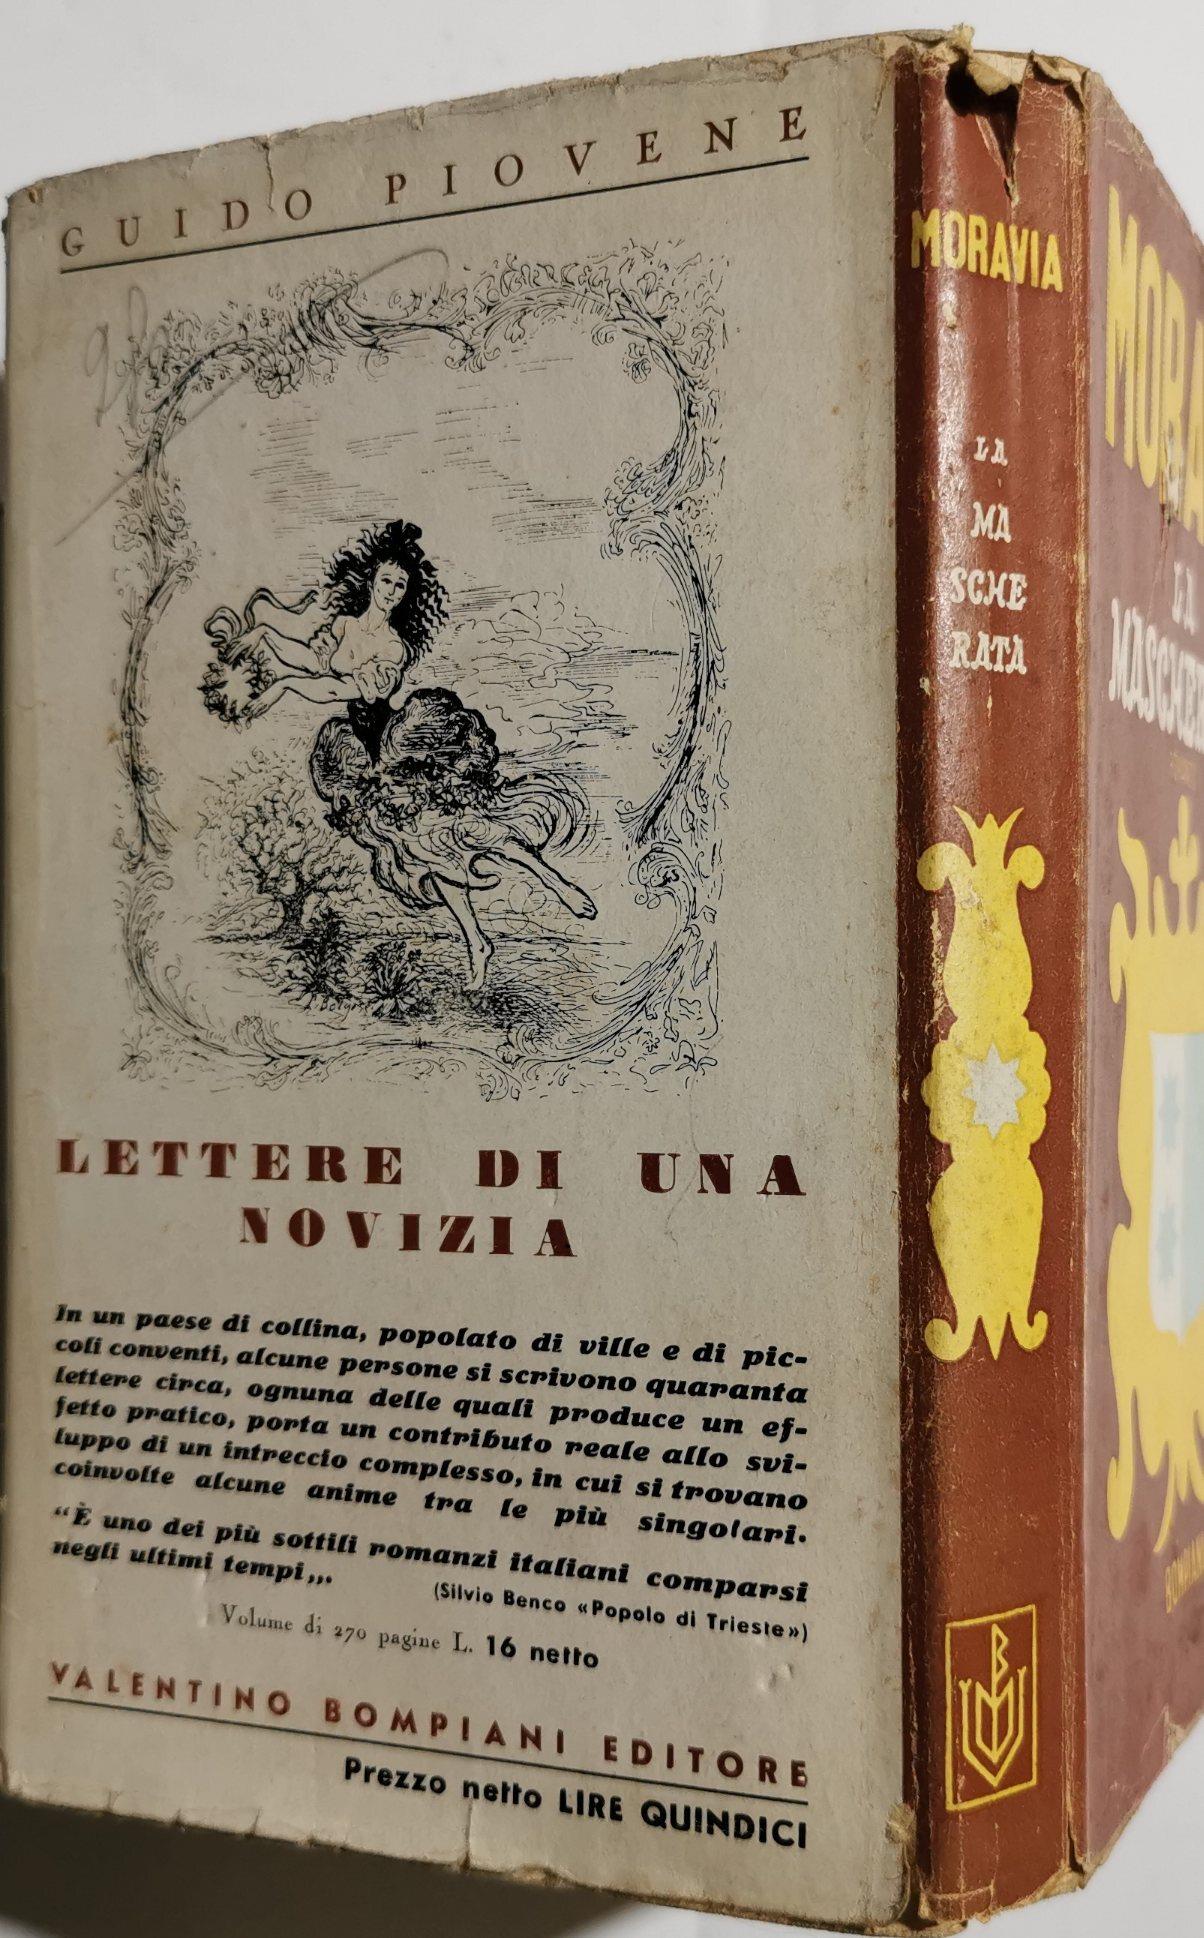 GUIDO PIOVENE
LETTERE DI UNA
NOVIZIA
In un paese di collina, popolato di ville e di pic-
coli conventi, alcune persone si scrivono quaranta
lettere circa, ognuna delle quali produce un ef-
fetto pratico, porta un contributo reale allo svi-
luppo di un intreccio complesso, in cui si trovano
coinvolte alcune anime tra le più singolari.
“È uno dei più sottili romanzi italiani comparsi
negli ultimi tempi,,.
(Silvio Benco «Popolo di Trieste»)
Volume di 270 pagine L. 16 netto
VALENTINO BOMPIANI EDITORE
Prezzo netto LIRE QUINDICI
MORAVIA
LA
MA
SCHE
RATA
B
MORA
LA
MASCHE